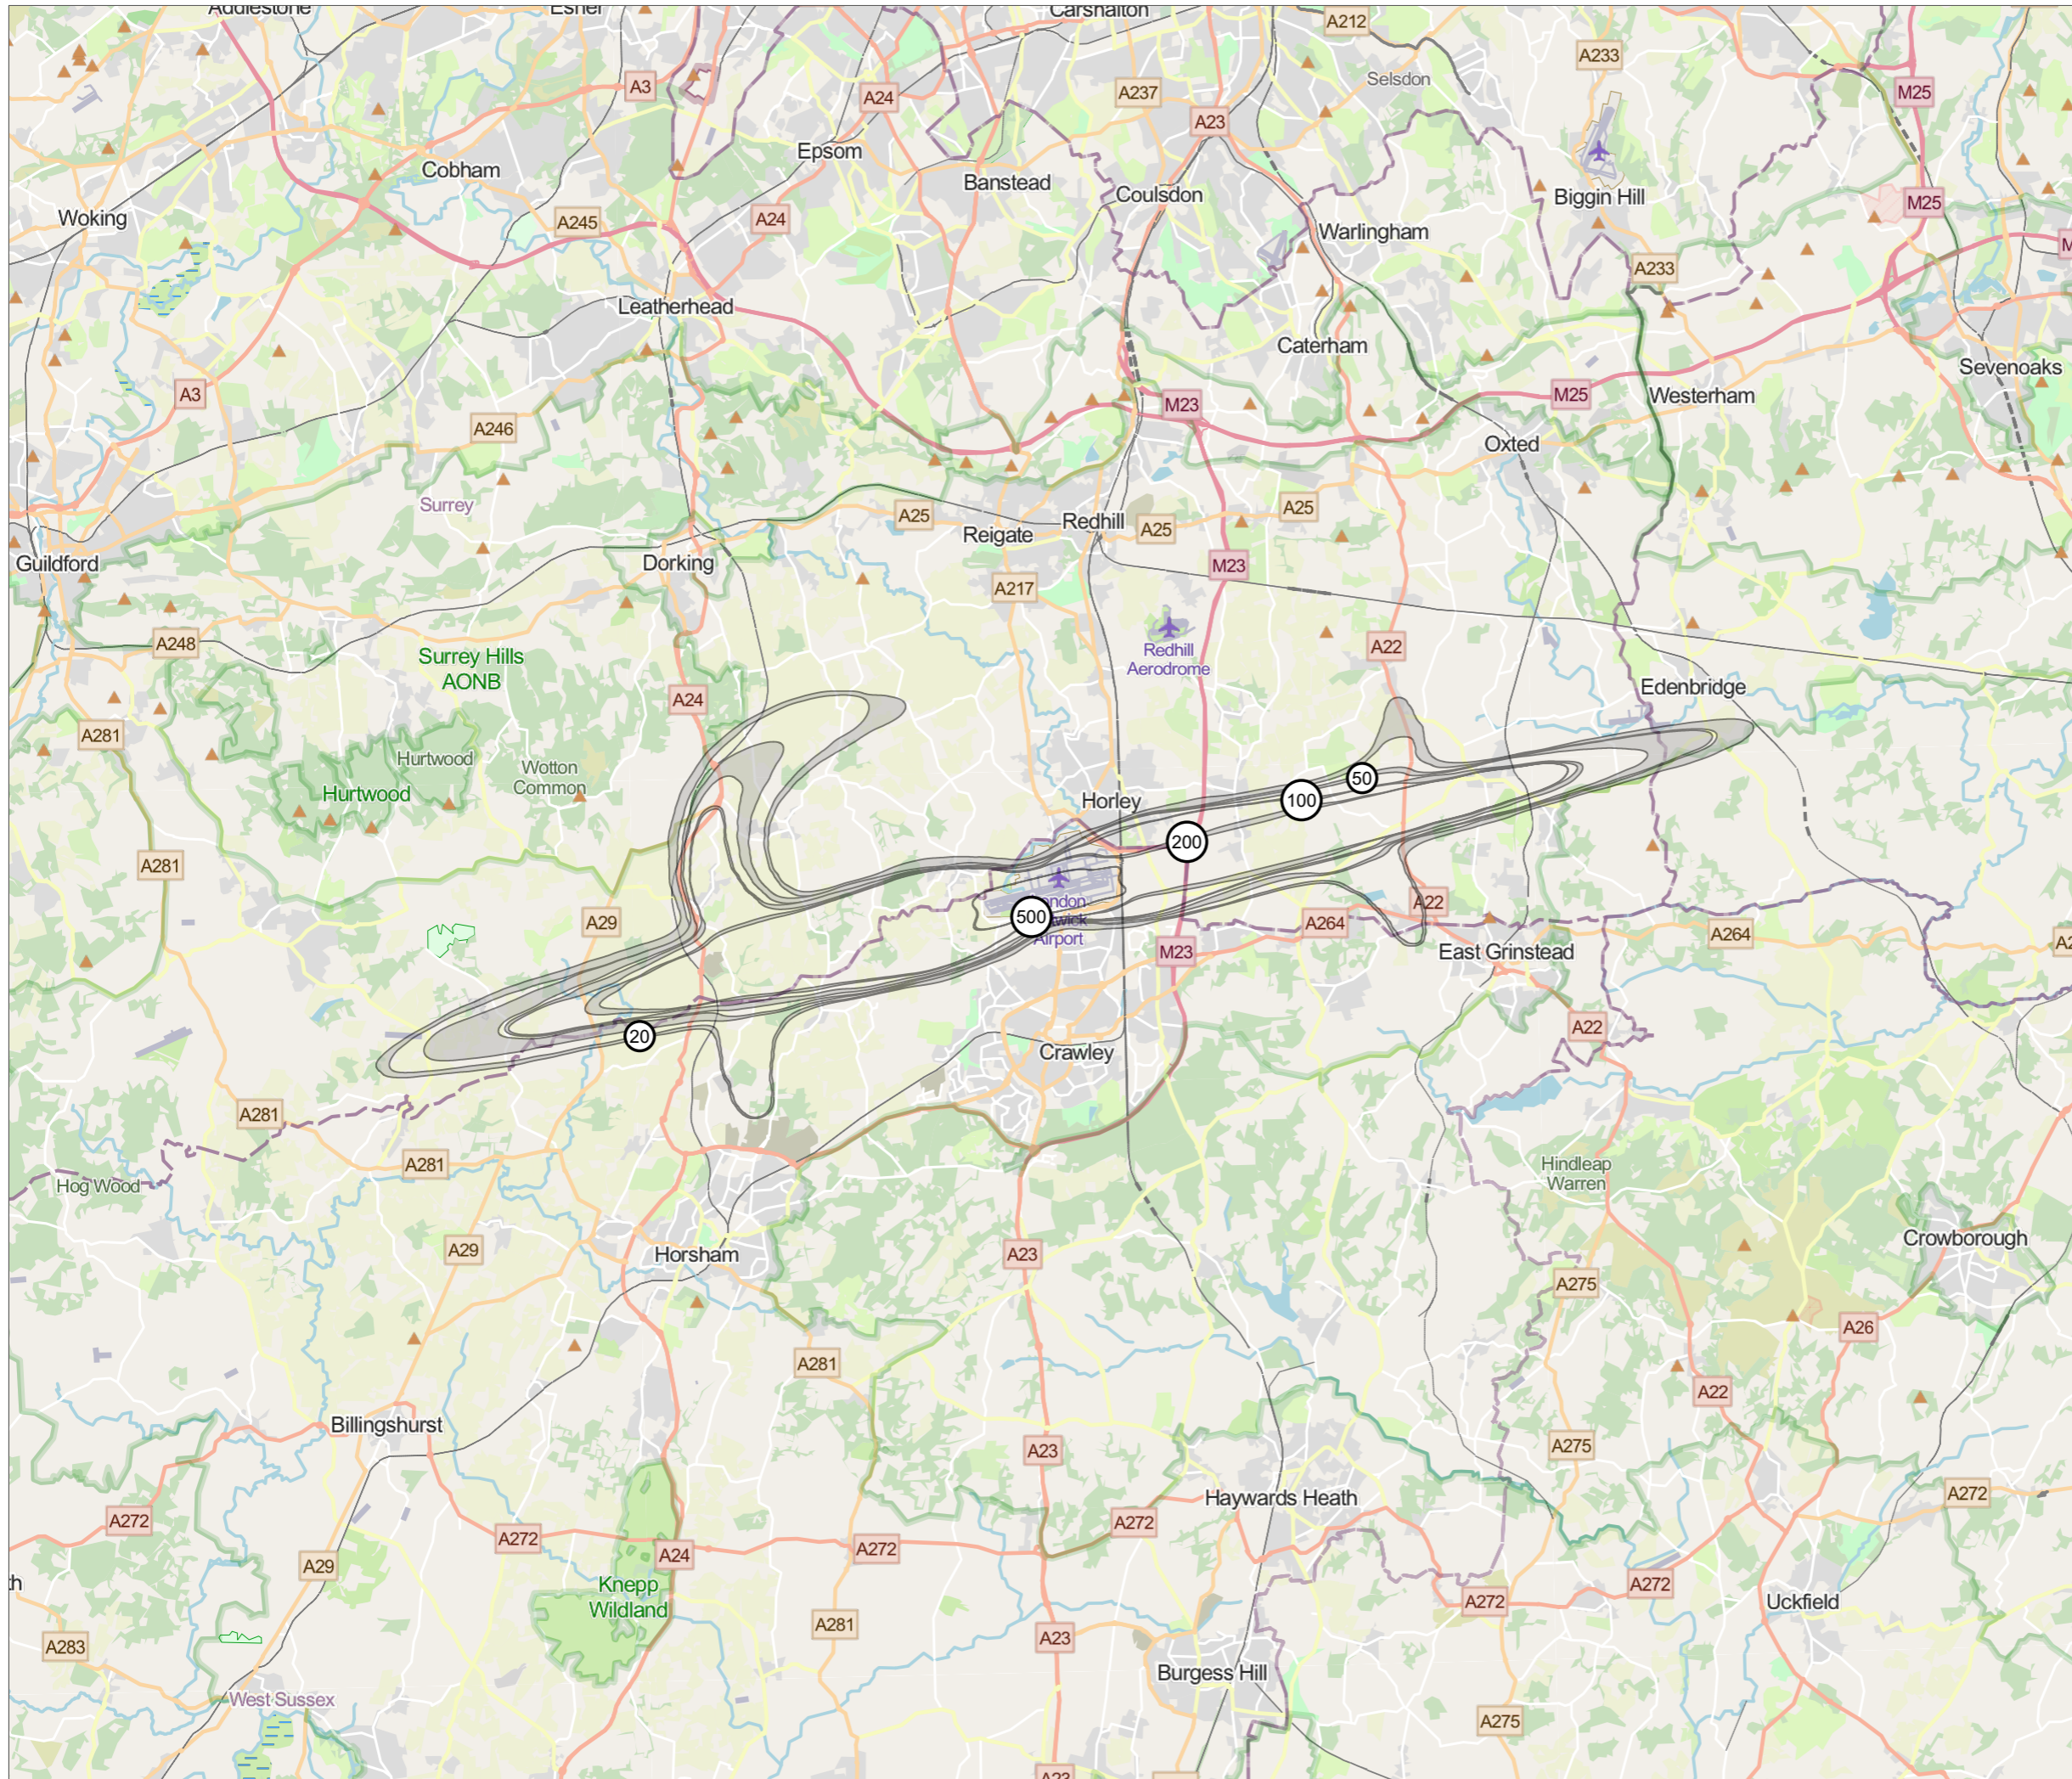 Addlestone
Esher
Carshalton
A212
A233
Selsdon
A3
A24
A237
M25
A23
Epsom
Cobham
Banstead
Coulsdon
Biggin Hill
M25
Woking
A245
A24
Warlingham
A233
Leatherhead
Caterham
Sevenoaks
A3
M23
M25
Westerham
A246
Oxted
Surrey
A25
Reigate
Redhill
A25
A25
Guildford
Dorking
M23
A217
A248
A22
Redhill
Aerodrome
Surrey Hills
AONB
A24
Edenbridge
A281
Hurtwood
Wotton
Common
50
Hurtwood
Horley
100
200
A281
A29
500
London
Gatwick
Airport
A264
A22
A264
M23
East Grinstead
A22
20
Crawley
A281
A281
Hog Wood
Hindleap
Warren
A29
Horsham
A23
Crowborough
A275
A26
A281
A22
Billingshurst
A23
A275
A272
Haywards Heath
A272
A272
A272
A272
A24
A29
Knepp
Wildland
A272
A272
Uckfield
A283
A281
A23
Burgess Hill
West Sussex
A275
A23